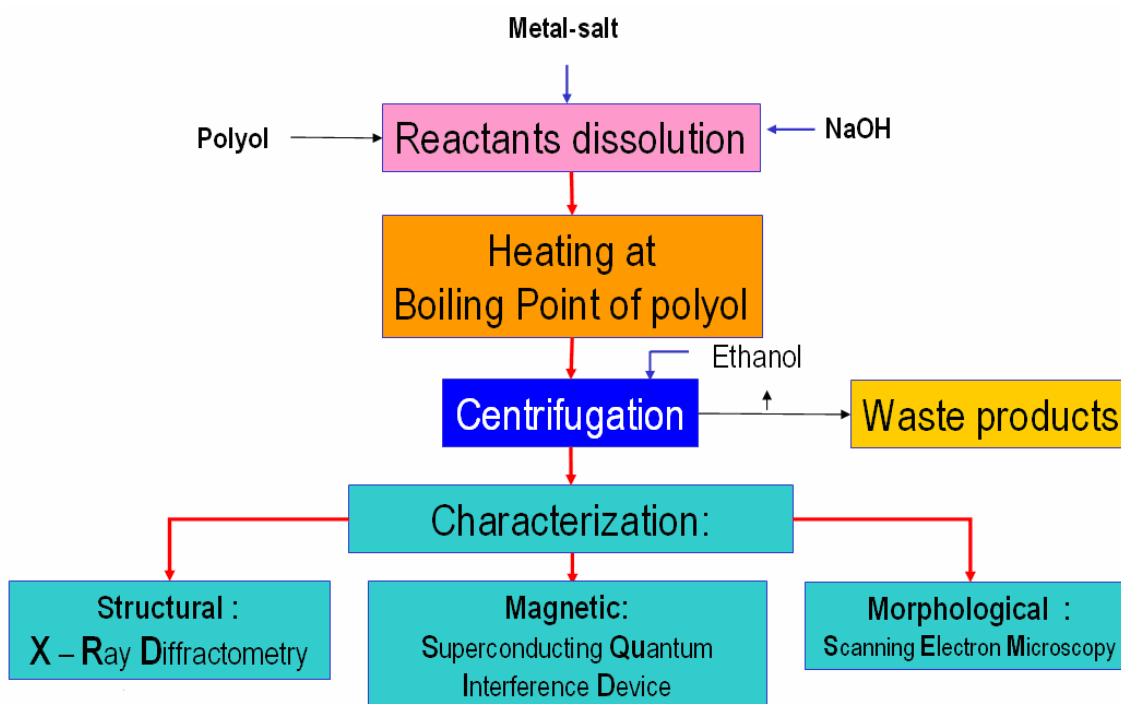 Metal-salt
Polyol
Reactants dissolution
NaOH
Heating at
Boiling Point of polyol
Ethanol
Centrifugation
Waste products
Characterization:
Structural :
X – Ray Diffractometry
Magnetic:
Superconducting Quantum
Interference Device
Morphological :
Scanning Electron Microscopy